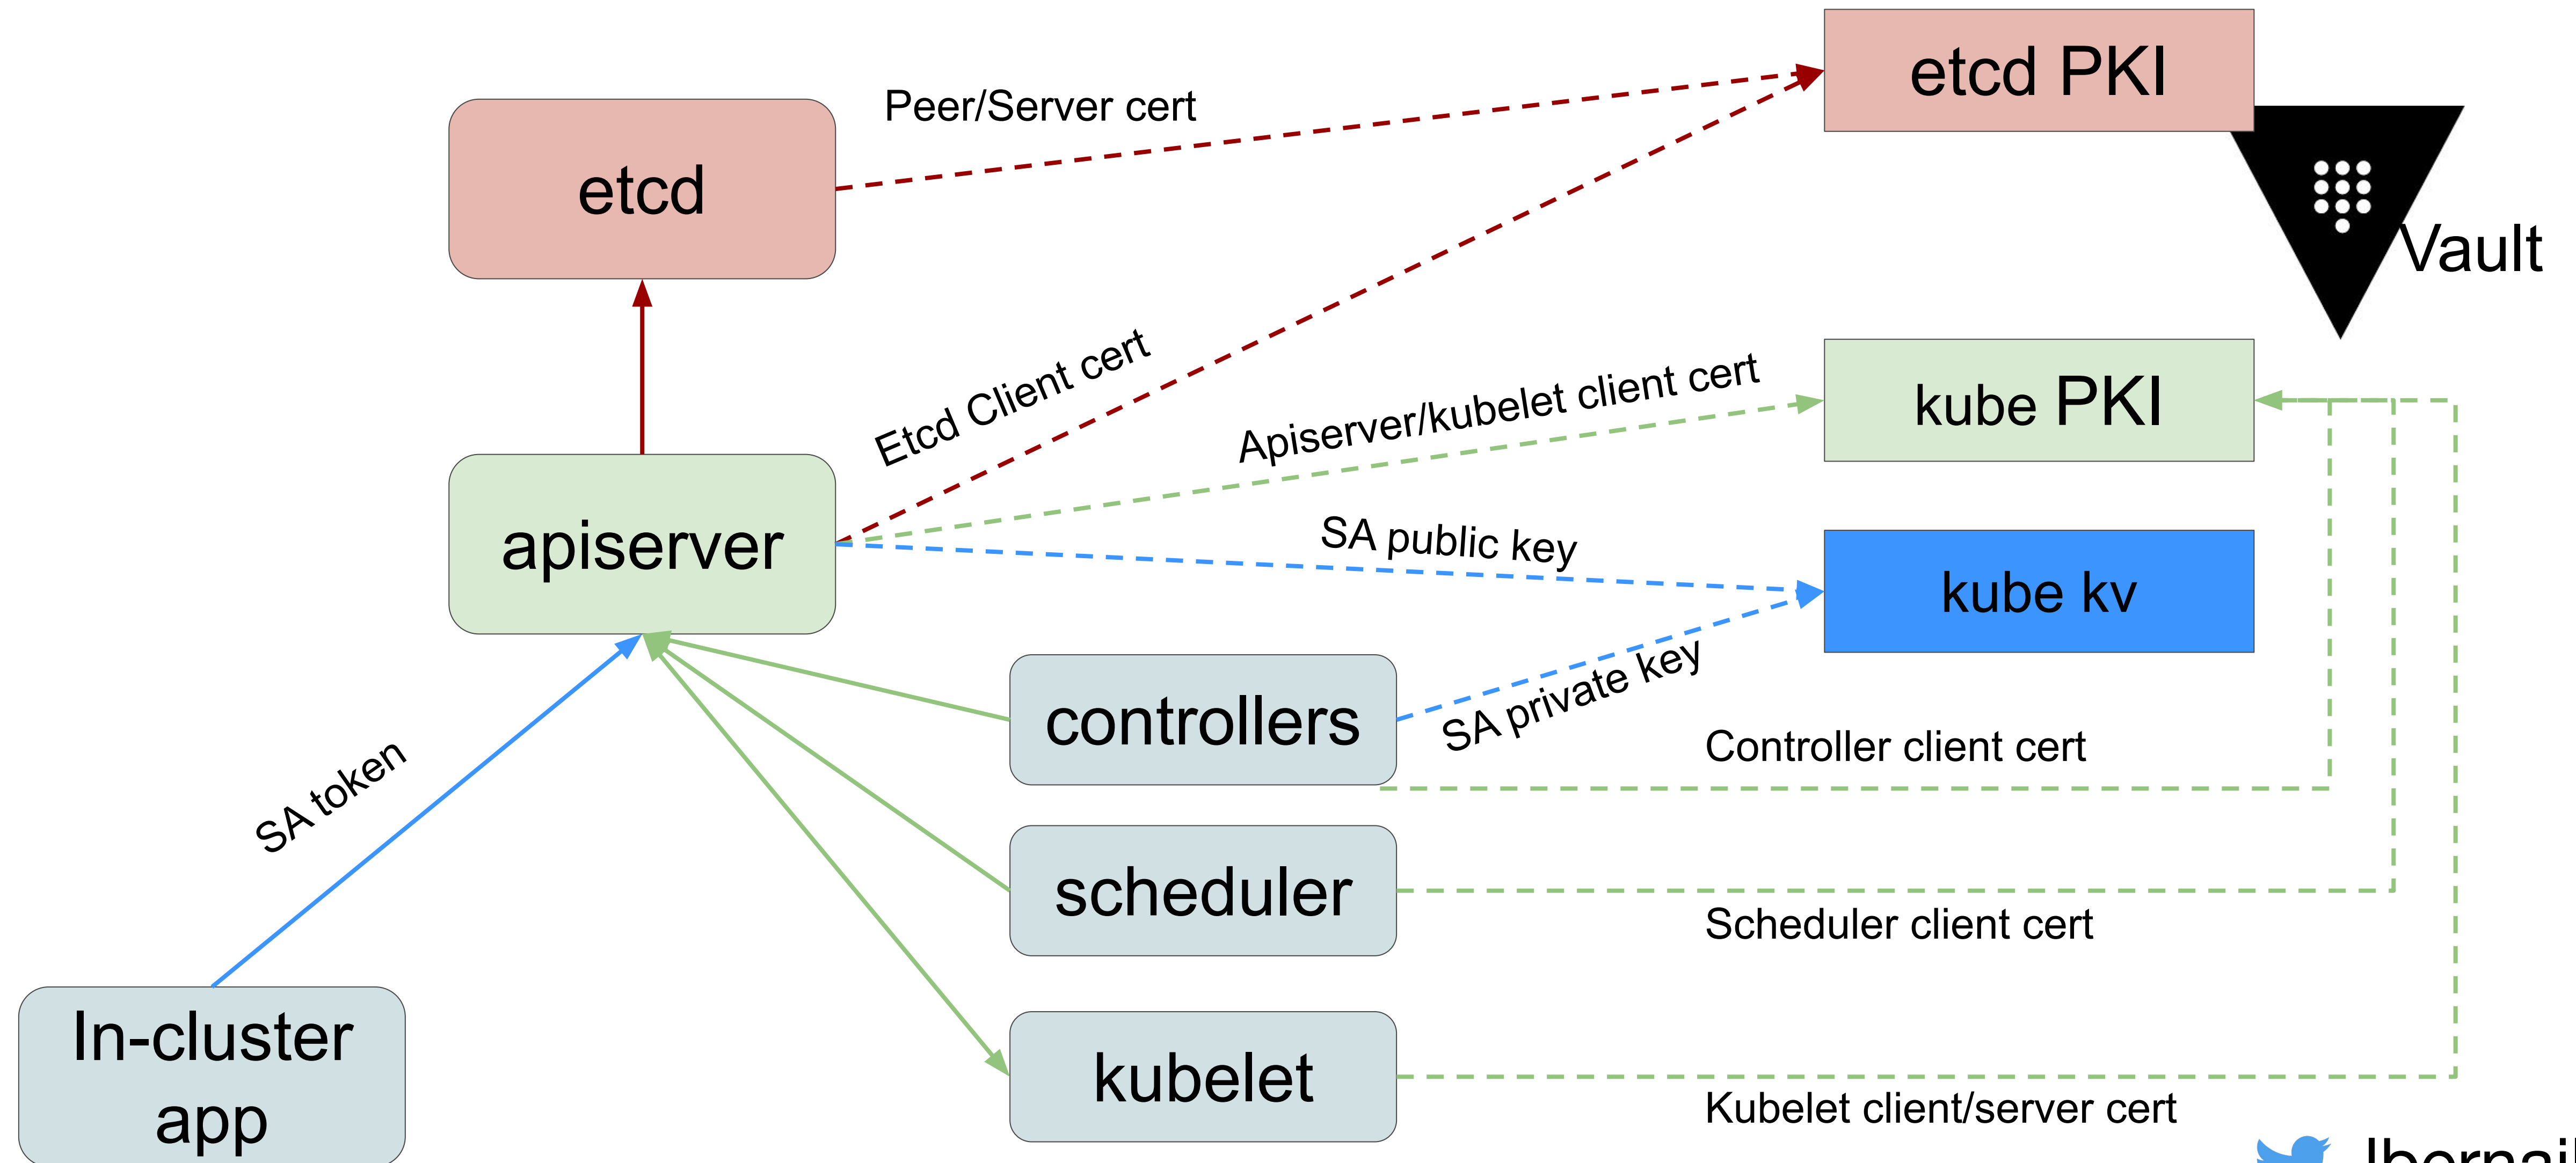 etcd PKI
Peer/Server cert
etcd
Vault
Etcd Client cert
Apiserver/kubelet client cert
kube PKI
apiserver
SA public key
kube kv
controllers
SA private key
Controller client cert
SA token
scheduler
Scheduler client cert
In-cluster
app
kubelet
Kubelet client/server cert